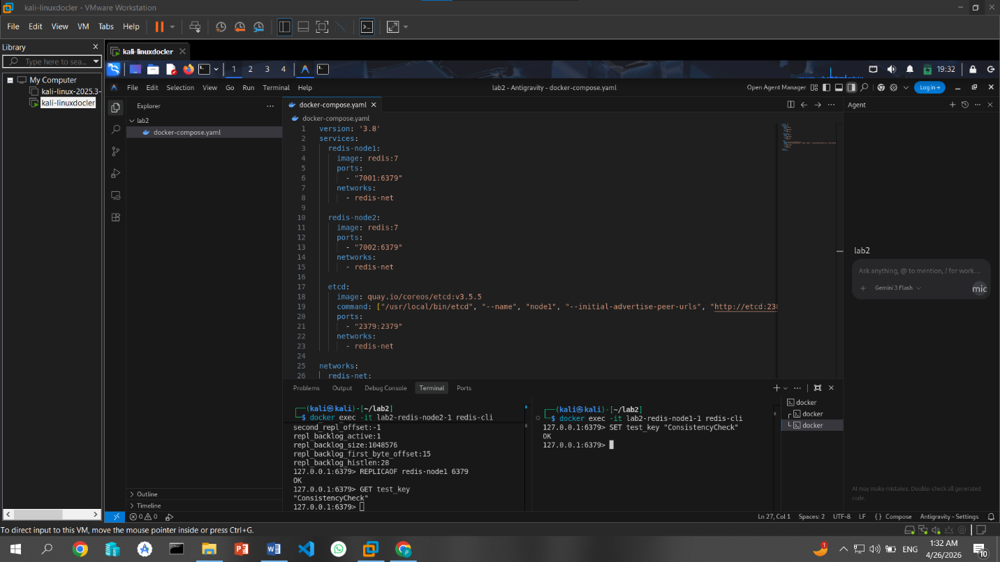 kali-linuxdocler - VMware Workstation
File Edit View VM Tabs Help
Library
Type here to sea...
My Computer
kali-linux-2025.3-
kali-linuxdocler
kali-linuxdocler
1 2 3 4
19:32
File Edit Selection View Go Run Terminal Help
lab2 - Antigravity - docker-compose.yaml
Open Agent Manager
Log in
Explorer
lab2
docker-compose.yaml
Outline
Timeline
docker-compose.yaml
docker-compose.yaml
1 version: '3.8'
2 services:
3 redis-node1:
4 image: redis:7
5 ports:
6 - "7001:6379"
7 networks:
8 - redis-net
9
10 redis-node2:
11 image: redis:7
12 ports:
13 - "7002:6379"
14 networks:
15 - redis-net
16
17 etcd:
18 image: quay.io/coreos/etcd:v3.5.5
19 command: ["/usr/local/bin/etcd", "--name", "node1", "--initial-advertise-peer-urls", "http://etcd:238
20 ports:
21 - "2379:2379"
22 networks:
23 - redis-net
24
25 networks:
26 redis-net:
Problems Output Debug Console Terminal Ports
┌──(kali㉿kali)-[~/lab2]
└─$ docker exec -it lab2-redis-node2-1 redis-cli
second_repl_offset:-1
repl_backlog_active:1
repl_backlog_size:1048576
repl_backlog_first_byte_offset:15
repl_backlog_histlen:28
127.0.0.1:6379> REPLICAOF redis-node1 6379
OK
127.0.0.1:6379> GET test_key
"ConsistencyCheck"
127.0.0.1:6379>
┌──(kali㉿kali)-[~/lab2]
└─$ docker exec -it lab2-redis-node1-1 redis-cli
127.0.0.1:6379> SET test_key "ConsistencyCheck"
OK
127.0.0.1:6379>
docker
docker
docker
Agent
lab2
Ask anything, @ to mention, / for work...
Gemini 3 Flash
mic
AI may make mistakes. Double-check all generated
code.
0 0
Ln 27, Col 1 Spaces: 2 UTF-8 LF {} Compose Antigravity - Settings
To direct input to this VM, move the mouse pointer inside or press Ctrl+G.
1
ENG
1:32 AM
4/26/2026
10